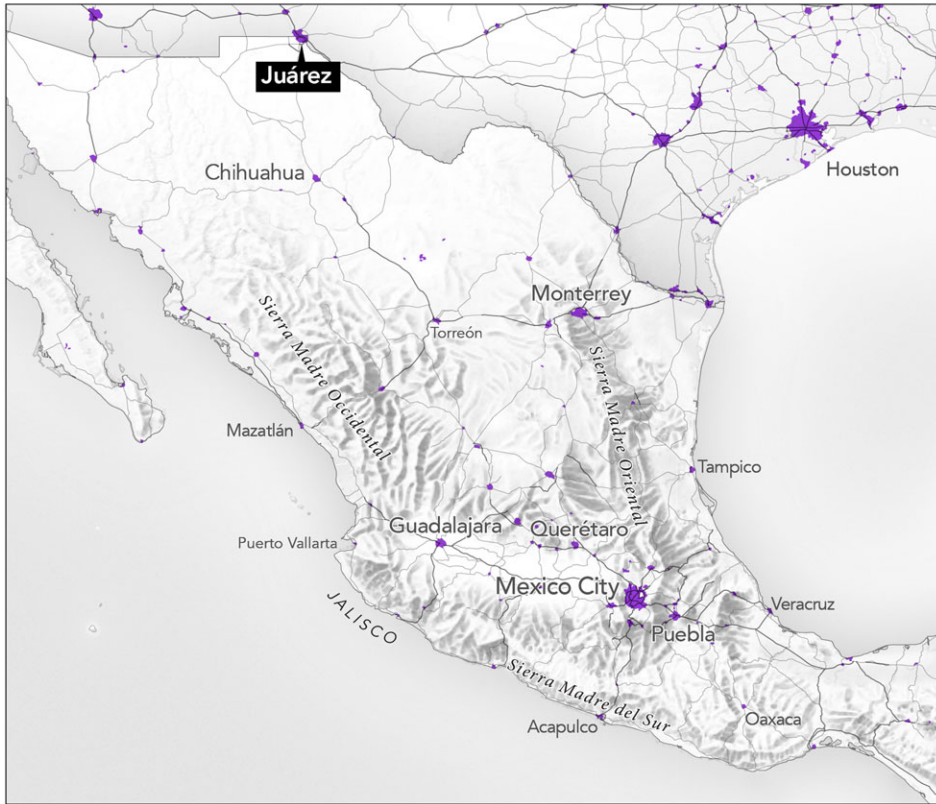 Juárez
Chihuahua
Houston
Monterrey
Torreón
Sierra Madre Occidental
Sierra Madre Oriental
Mazatlán
Tampico
Guadalajara
Querétaro
Puerto Vallarta
Mexico City
JALISCO
Veracruz
Puebla
Sierra Madre del Sur
Acapulco
Oaxaca